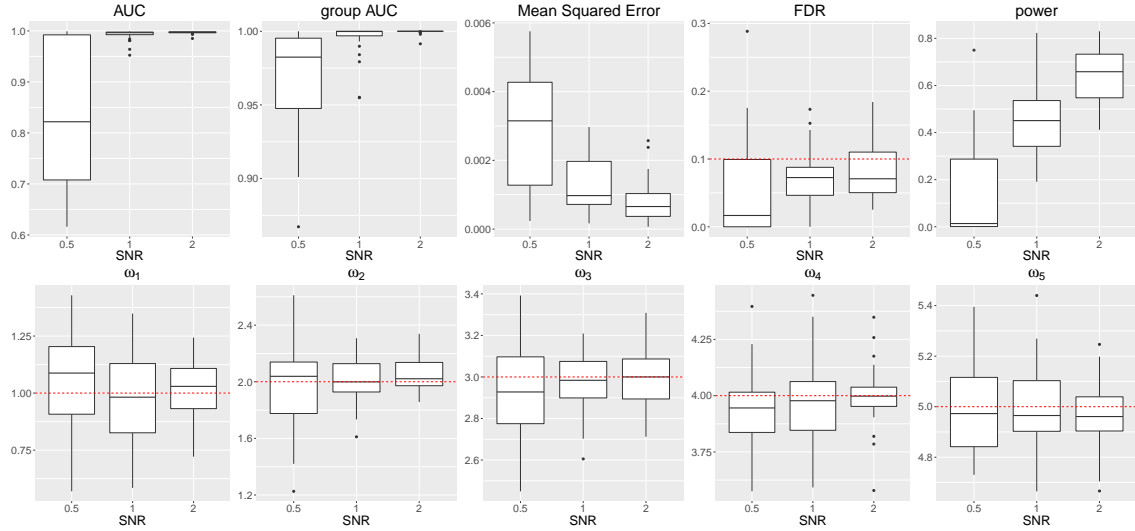 AUC
1.0
0.9
0.8
0.7
0.6
0.5 1 2
SNR
group AUC
1.00
0.95
0.90
0.5 1 2
SNR
Mean Squared Error
0.006
0.004
0.002
0.000
0.5 1 2
SNR
FDR
0.3
0.2
0.1
0.0
0.5 1 2
SNR
power
0.8
0.6
0.4
0.2
0.0
0.5 1 2
SNR
ω1
1.25
1.00
0.75
0.5 1 2
SNR
ω2
2.4
2.0
1.6
1.2
0.5 1 2
SNR
ω3
3.4
3.2
3.0
2.8
2.6
0.5 1 2
SNR
ω4
4.25
4.00
3.75
0.5 1 2
SNR
ω5
5.4
5.2
5.0
4.8
0.5 1 2
SNR